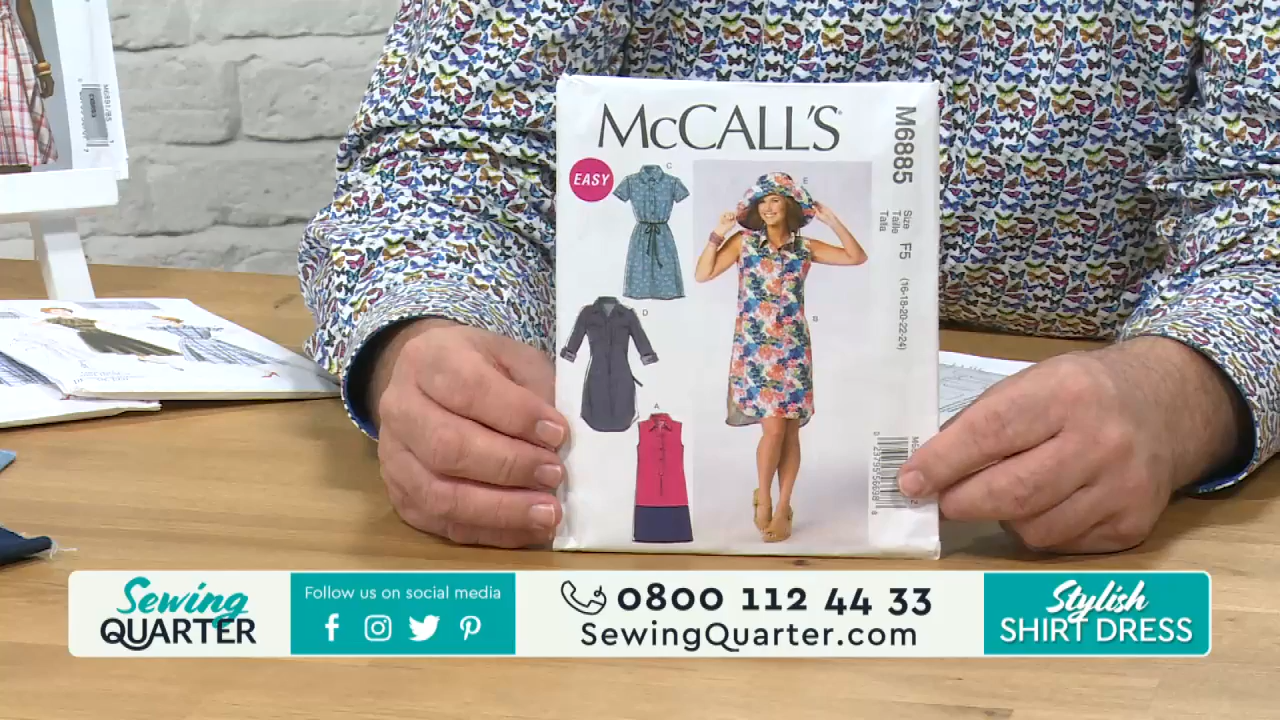 McCALL'S
EASY
M6885
Size
Taille
Talla
F5
(16-18-20-22-24)
C
E
D
B
A
Sewing
QUARTER
Follow us on social media
0800 112 44 33
SewingQuarter.com
Stylish
SHIRT DRESS